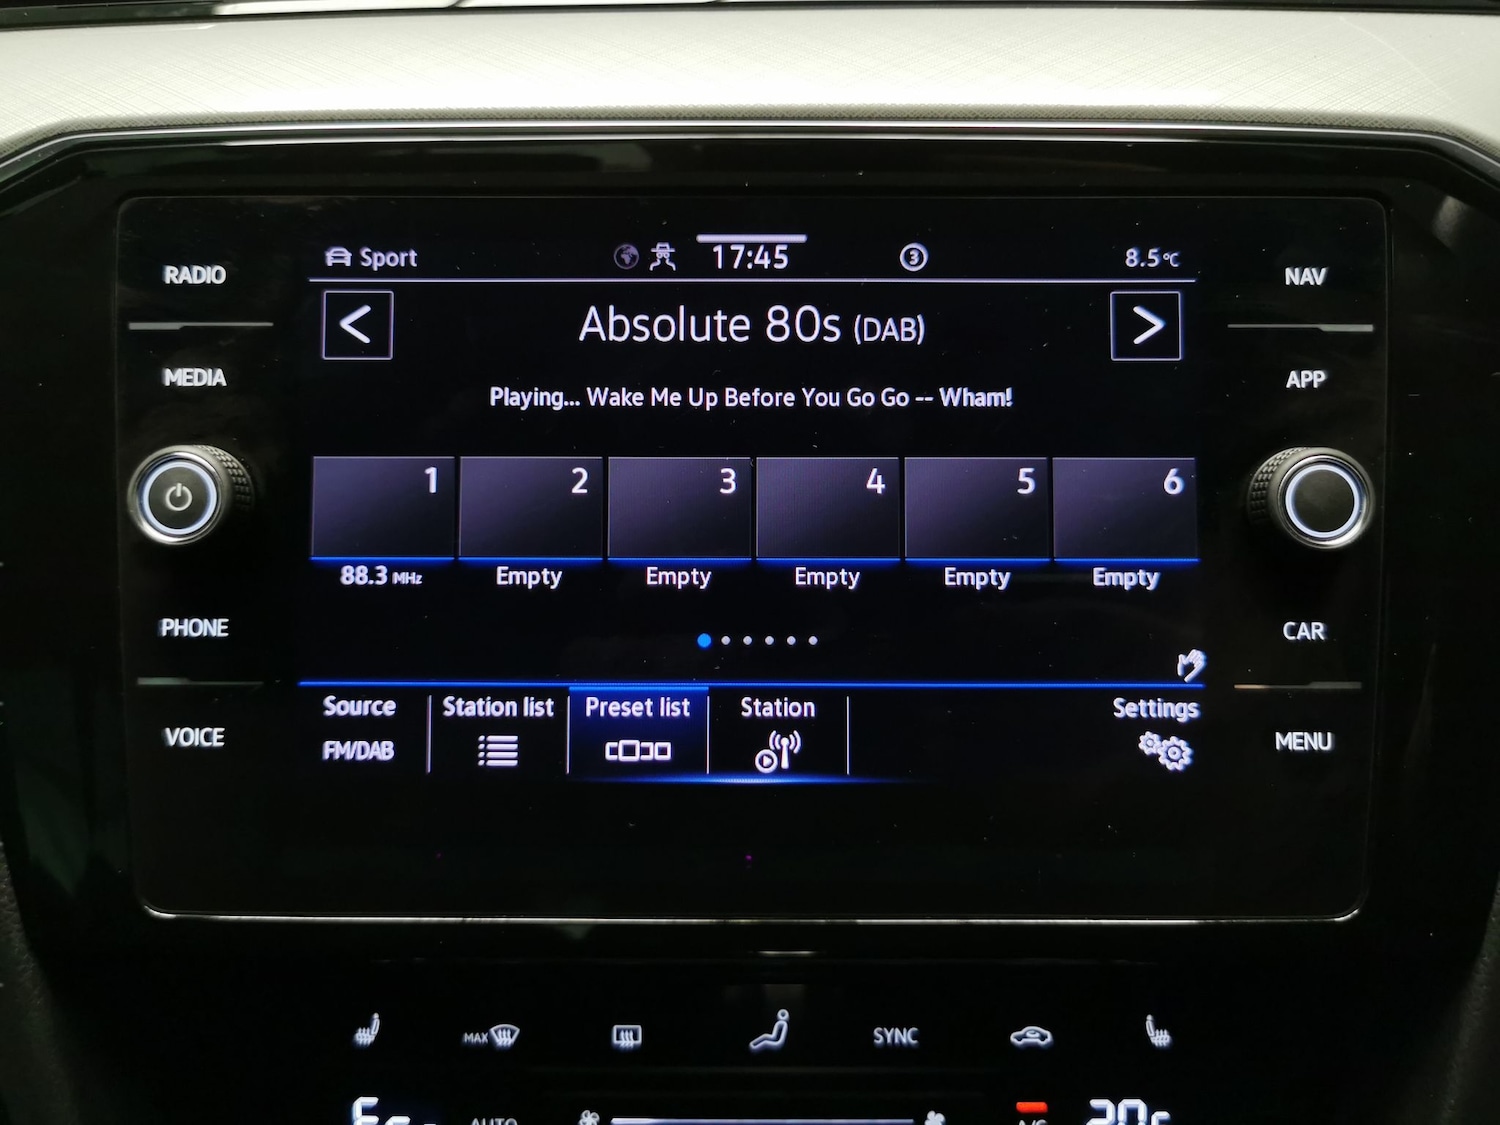 Sport 17:45 3 8.5°C
RADIO
NAV
< Absolute 80s (DAB) >
MEDIA
APP
Playing... Wake Me Up Before You Go Go -- Wham!
1 2 3 4 5 6
88.3 MHz Empty Empty Empty Empty Empty
PHONE
CAR
Source Station list Preset list Station Settings
FM/DAB
VOICE
MENU
MAX SYNC
AUTO A/C